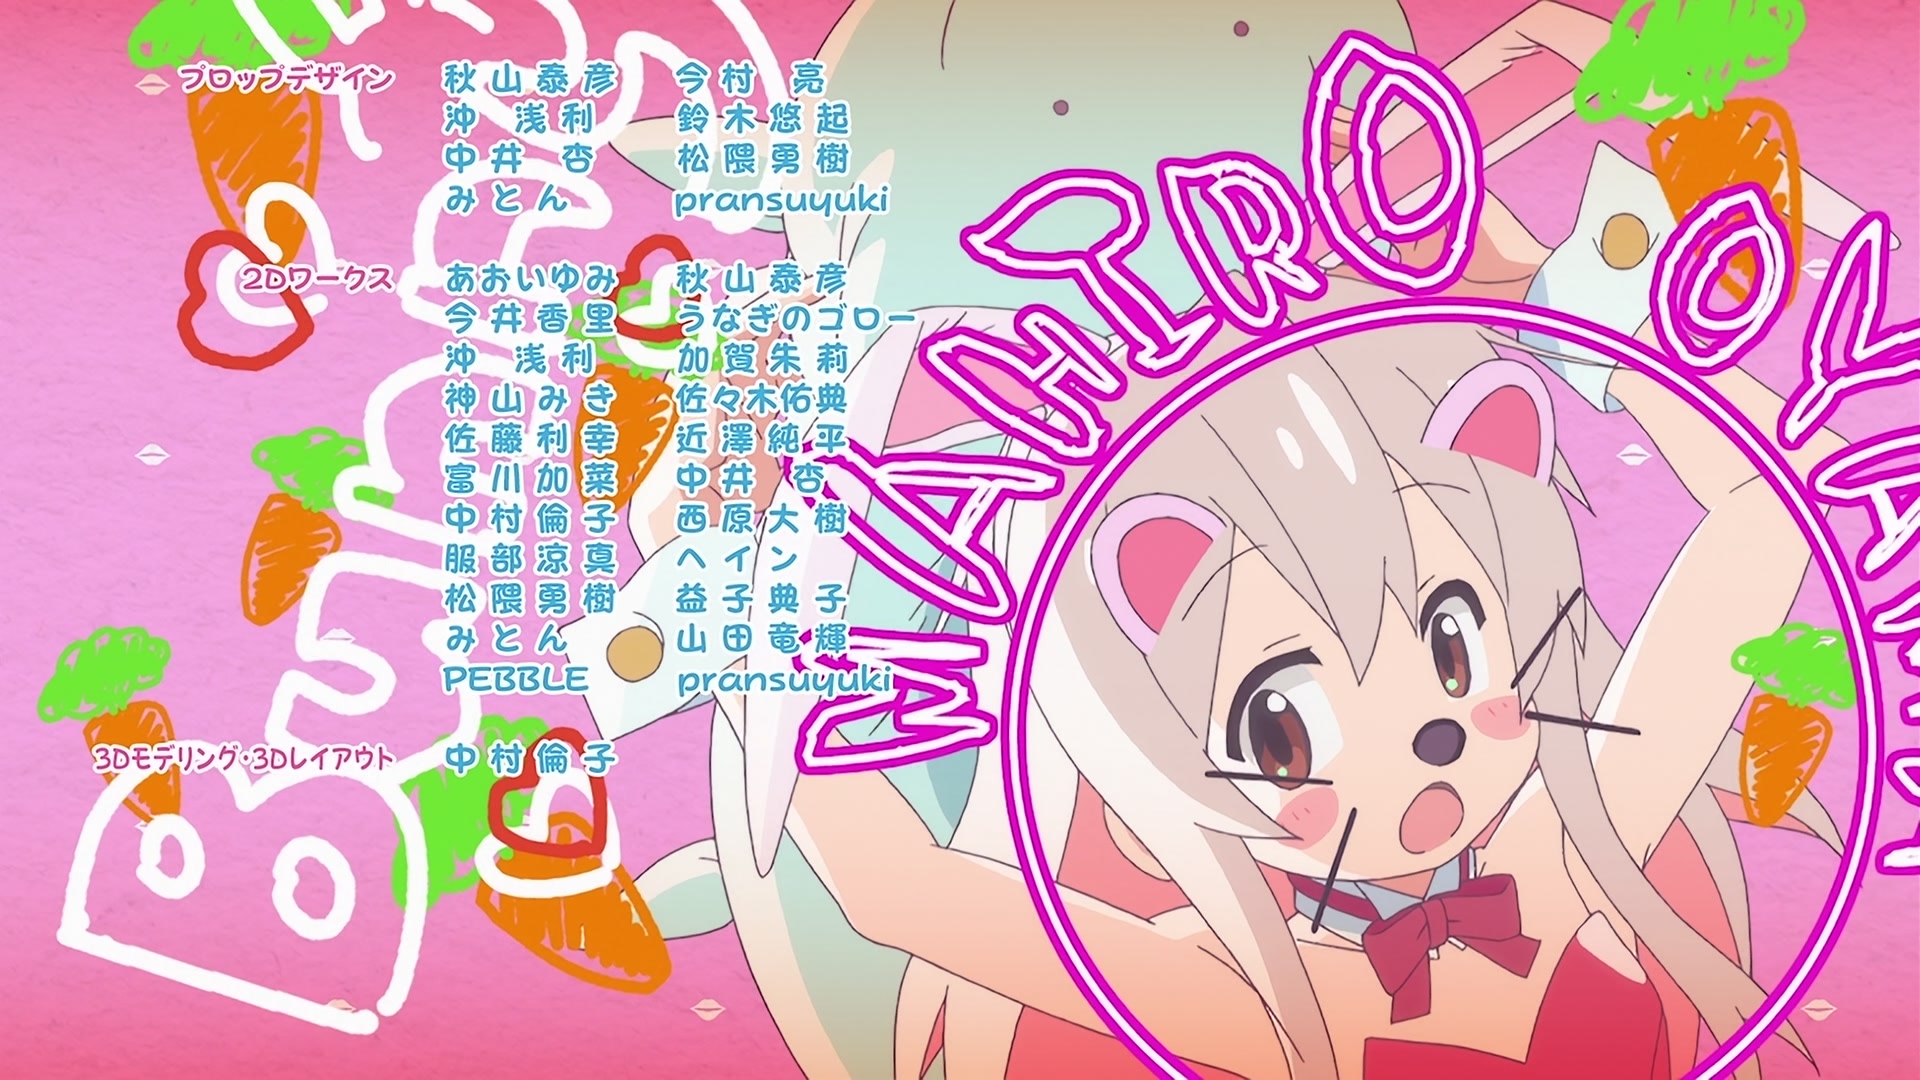 プロップデザイン 秋山泰彦 今村 亮
沖 浅利 鈴木悠起
中井 杏 松隈勇樹
みとん pransuyuki
2Dワークス あおいゆみ 秋山泰彦
今井香里 うなぎのゴロー
沖 浅利 加賀朱莉
神山みき 佐々木佑典
佐藤利幸 近澤純平
富川加菜 中井 杏
中村倫子 西原大樹
服部涼真 ヘイン
松隈勇樹 益子典子
みとん 山田竜輝
PEBBLE pransuyuki
3Dモデリング・3Dレイアウト 中村倫子
MAHIRO OYAMA